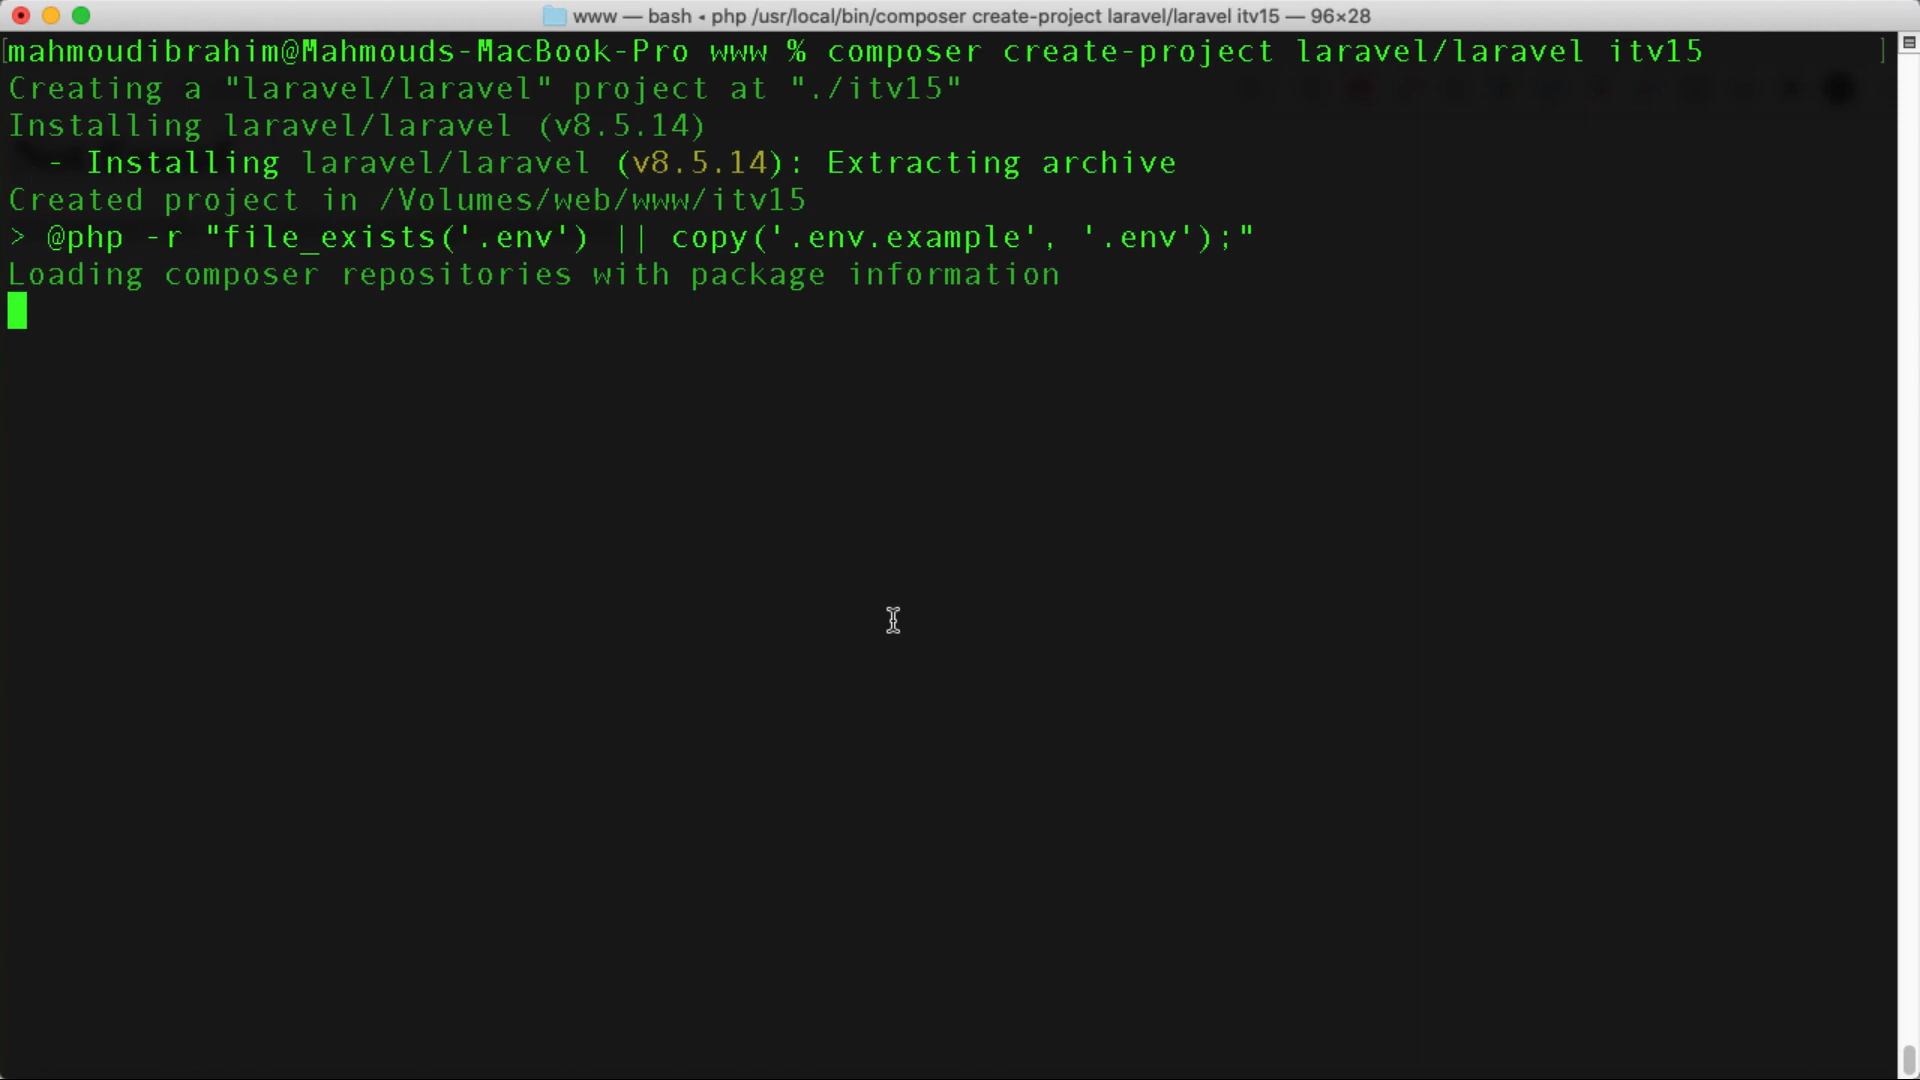 www — bash ◂ php /usr/local/bin/composer create-project laravel/laravel itv15 — 96×28
[mahmoudibrahim@Mahmouds-MacBook-Pro www % composer create-project laravel/laravel itv15 ]
Creating a "laravel/laravel" project at "./itv15"
Installing laravel/laravel (v8.5.14)
  - Installing laravel/laravel (v8.5.14): Extracting archive
Created project in /Volumes/web/www/itv15
> @php -r "file_exists('.env') || copy('.env.example', '.env');"
Loading composer repositories with package information